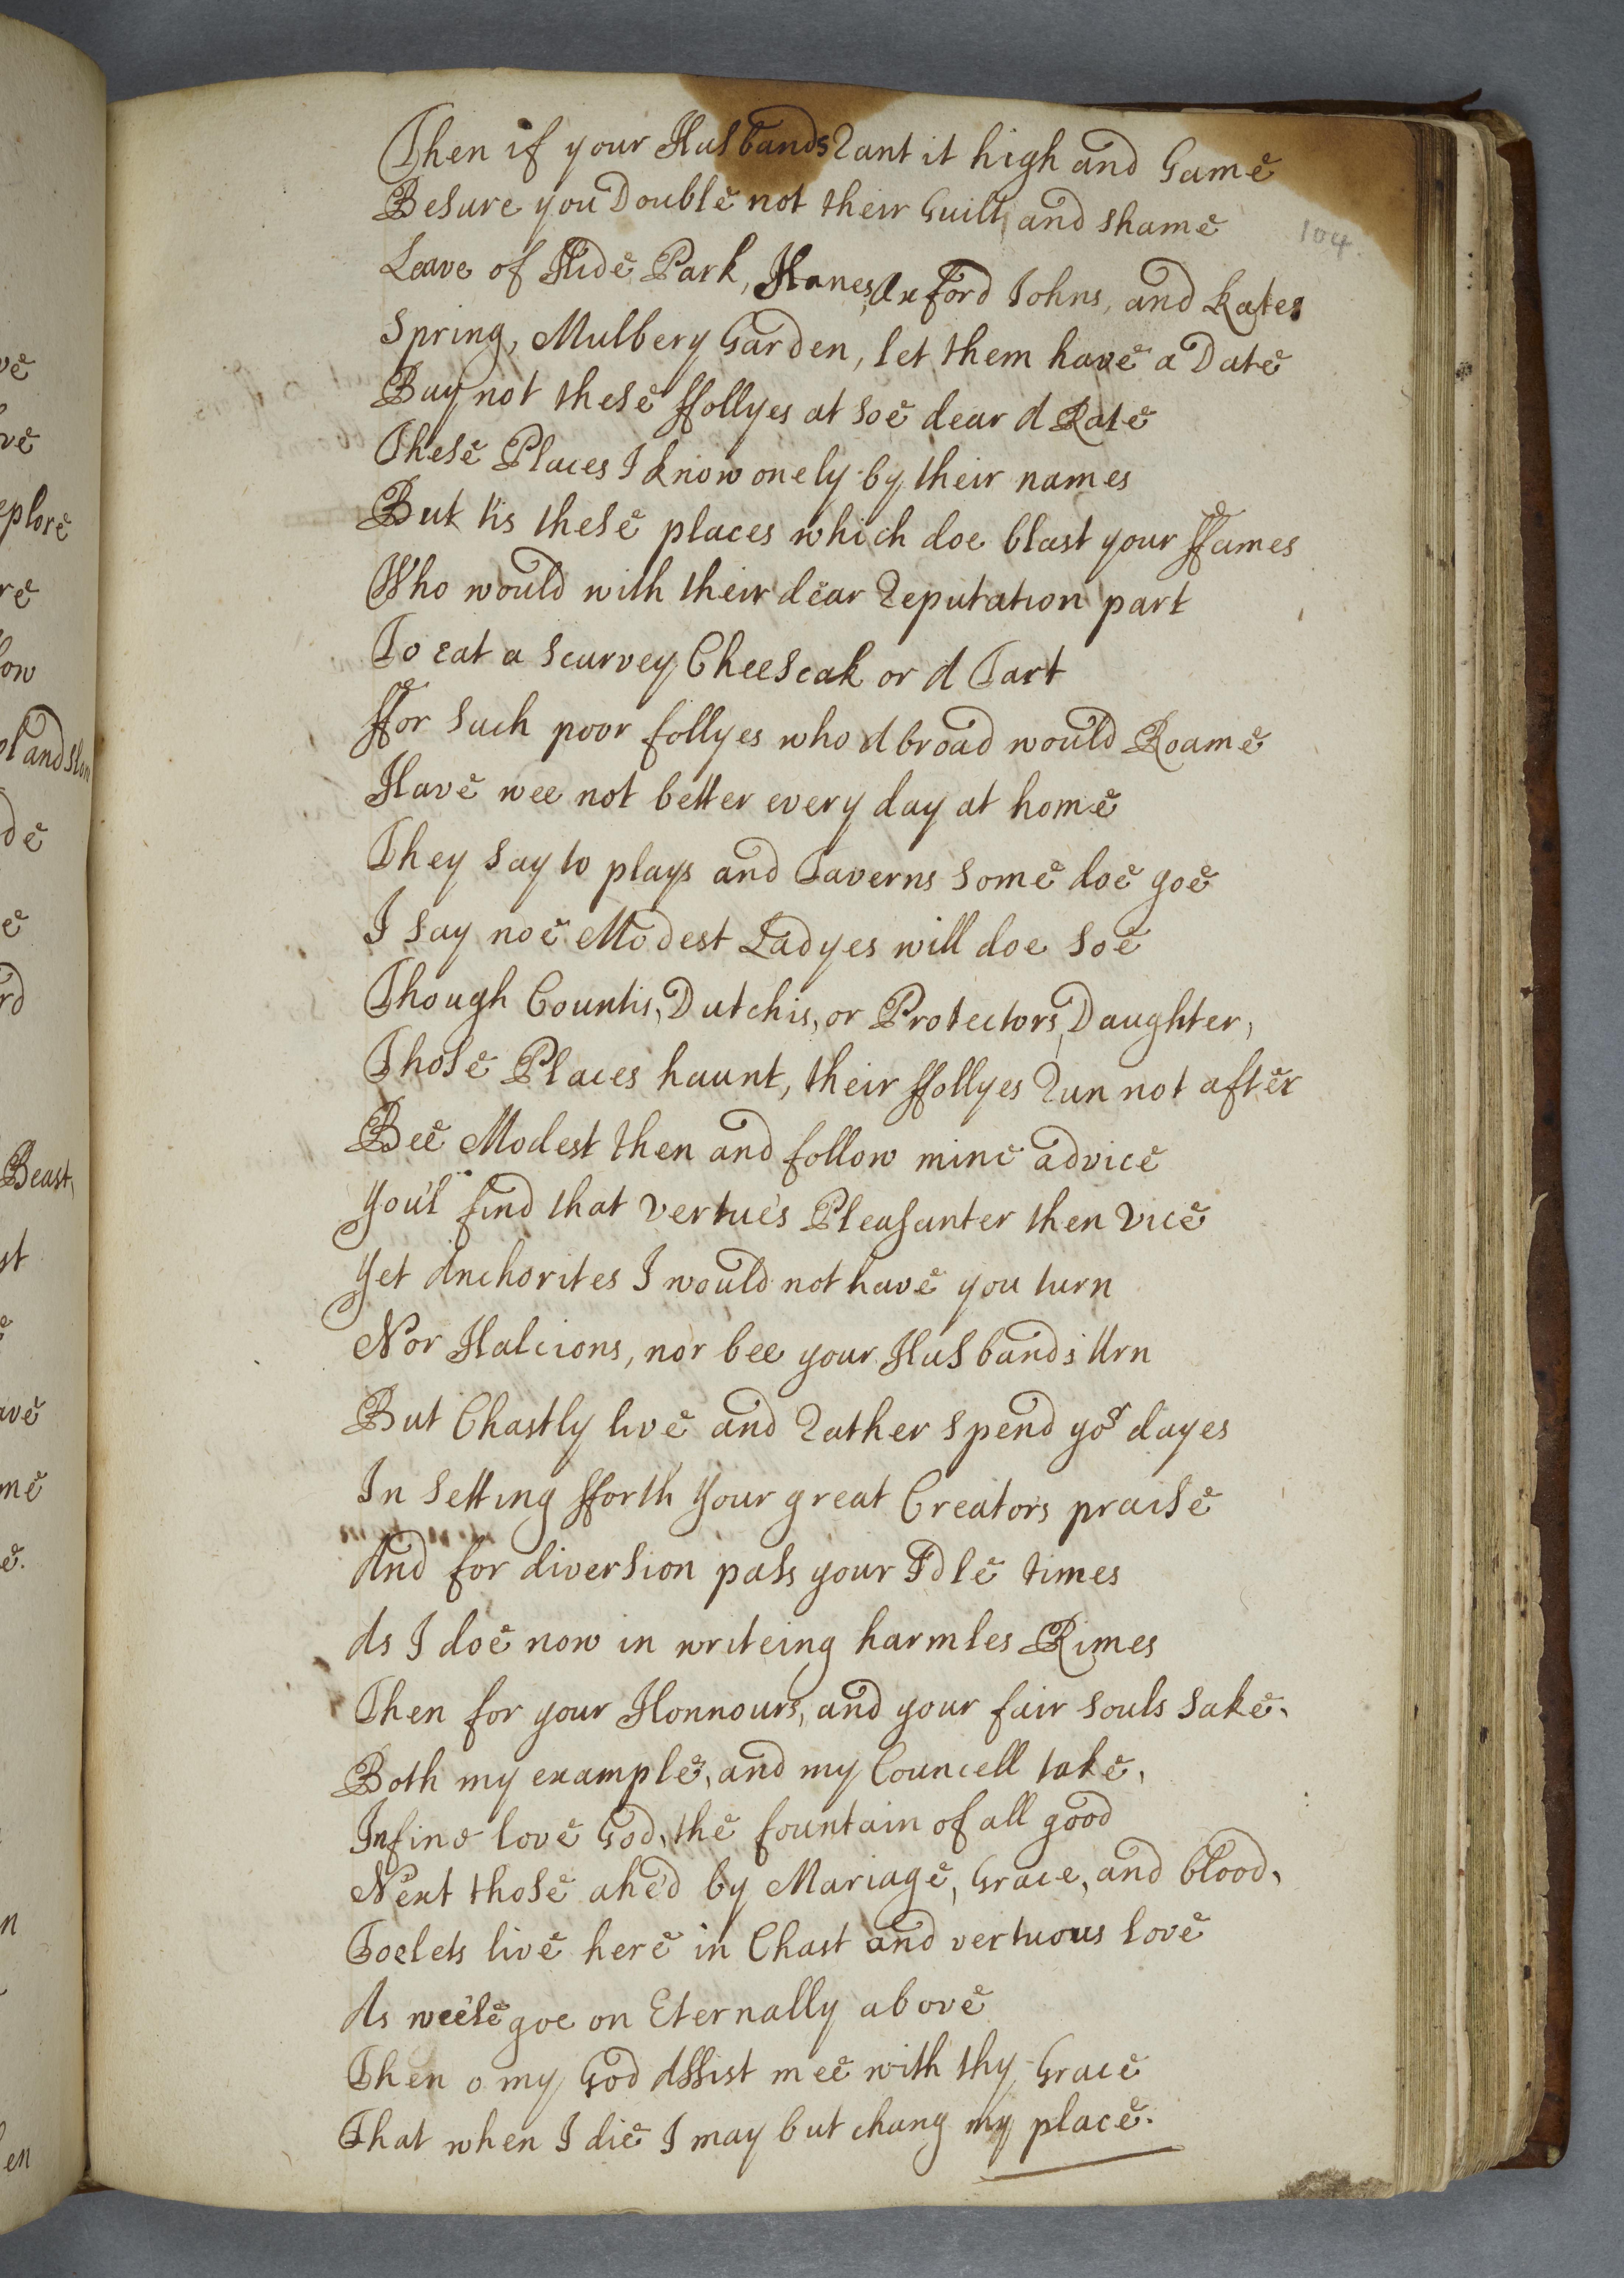 Then if your Husbands Rant it high and Game
Besure you Double not their Guilt, and shame
104
Leave of Hide Park, Hanes, Oxford Johns, and Kates
Spring, Mulbery Garden, let them have a Date
Buy not these ffollyes at soe dear A Rate
These Places I know onely by their names
But t'is these places which doe blast your ffames
Who would with their dear Reputation part
To eat a scurvey Cheescak or A Tart
ffor such poor follyes who Abroad would Roame
Have wee not better every day at home
They say to plays and Taverns some doe goe
I say noe Modest Ladyes will doe soe
Though Countis, Dutchis, or Protectors Daughter,
Those Places haunt, their ffollyes Run not after
Bee Modest then and follow mine advice
You'l find that vertue's Pleasanter then vice
Yet Anchorites I would not have you turn
Nor Halcions, nor bee your Husbands Urn
But Chastly live and Rather spend yor dayes
In setting fforth Your great Creators praise
And for diversion pass your Idle times
As I doe now in writeing harmles Rimes
Then for your Honnours, and your fair souls sake,
Both my example, and my Councell take,
Infine love God, the fountain of all good
Next those alie'd by Mariage, Grace, and blood,
Soe lets live here in Chast and vertuous love
As wee'le goe on Eternally above
Then o my God Assist mee with thy Grace
That when I die I may but chang my place.
ve
ve
eplore
re
low
de
e
rd
Beast,
st
ave
me
e.
n
en